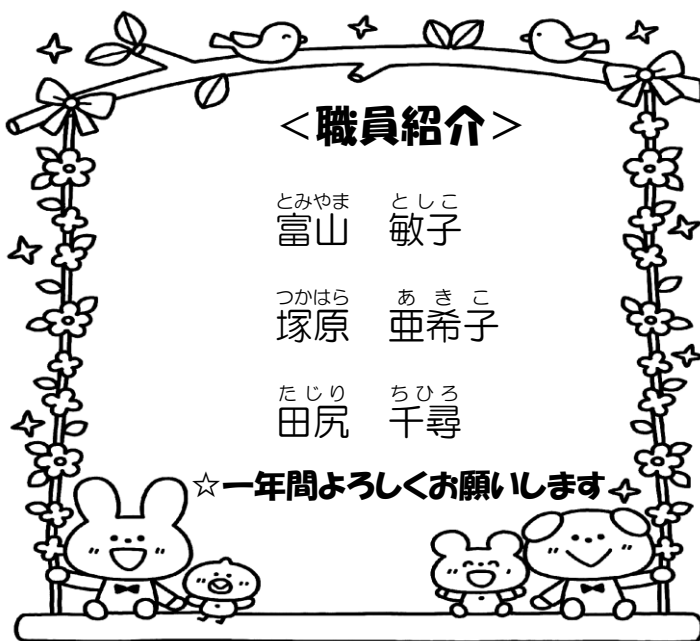 <職員紹介>
とみやま としこ
富山 敏子
つかはら あきこ
塚原 亜希子
たじり ちひろ
田尻 千尋
☆一年間よろしくお願いします